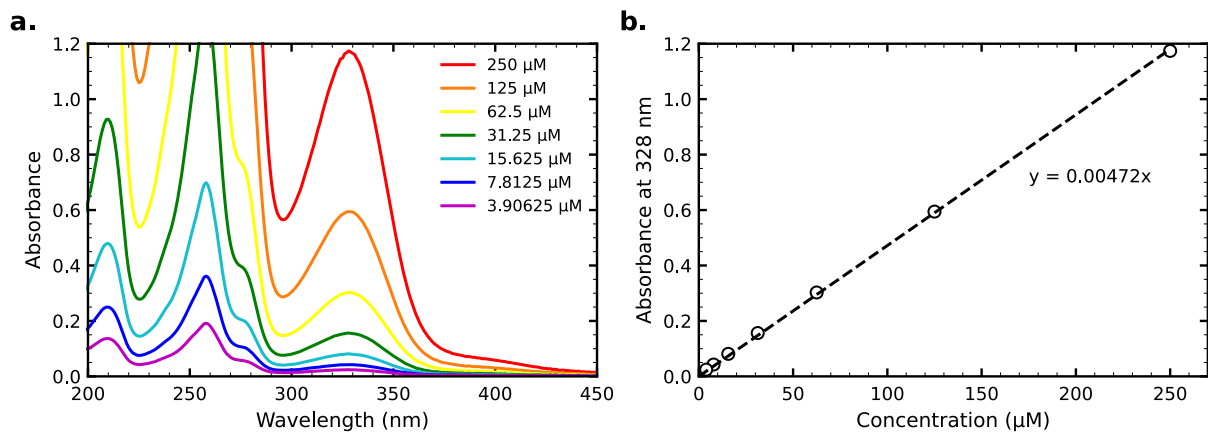 a.
1.2
1.0
0.8
0.6
0.4
0.2
0.0
Absorbance
200
250
300
350
400
450
Wavelength (nm)
250 μM
125 μM
62.5 μM
31.25 μM
15.625 μM
7.8125 μM
3.90625 μM
b.
1.2
1.0
0.8
0.6
0.4
0.2
0.0
Absorbance at 328 nm
0
50
100
150
200
250
Concentration (μM)
y = 0.00472x